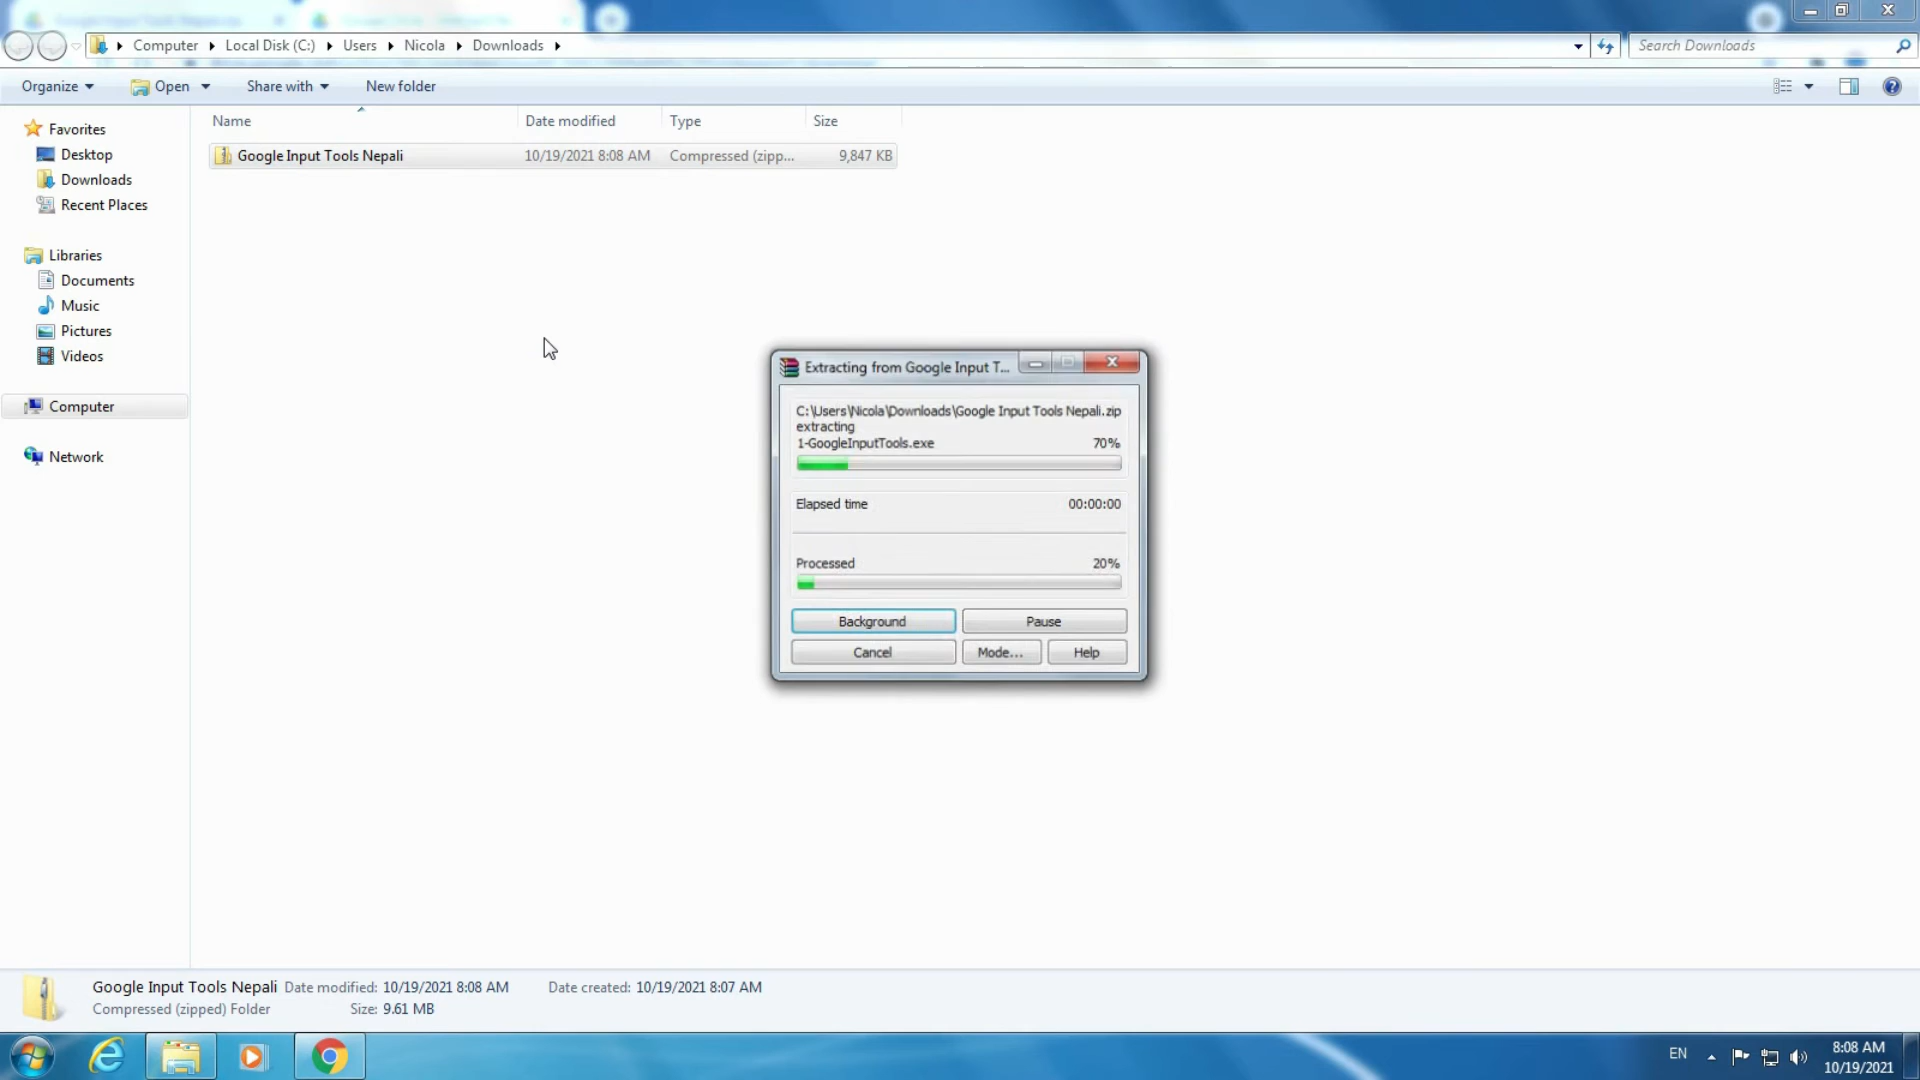 Computer Local Disk (C:) Users Nicola Downloads
Search Downloads
Organize Open Share with New folder
Name Date modified Type Size
Google Input Tools Nepali 10/19/2021 8:08 AM Compressed (zipp... 9,847 KB
Favorites
Desktop
Downloads
Recent Places
Libraries
Documents
Music
Pictures
Videos
Computer
Network
Extracting from Google Input T...
C:\Users\Nicola\Downloads\Google Input Tools Nepali.zip
extracting
1-GoogleInputTools.exe 70%
Elapsed time 00:00:00
Processed 20%
Background Pause
Cancel Mode... Help
Google Input Tools Nepali Date modified: 10/19/2021 8:08 AM Date created: 10/19/2021 8:07 AM
Compressed (zipped) Folder Size: 9.61 MB
EN
8:08 AM
10/19/2021